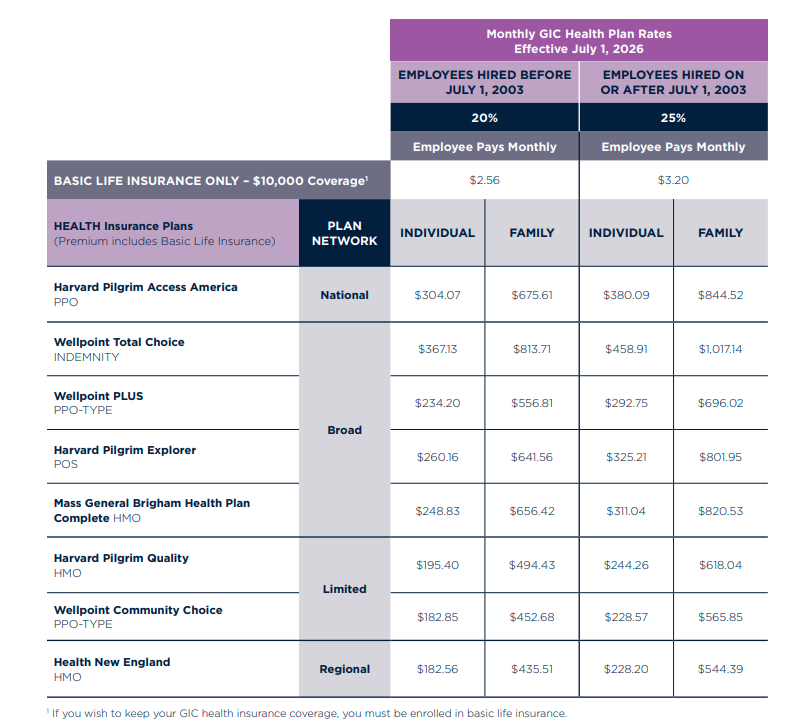 Monthly GIC Health Plan Rates
Effective July 1, 2026
EMPLOYEES HIRED BEFORE
JULY 1, 2003
EMPLOYEES HIRED ON
OR AFTER JULY 1, 2003
20%
25%
Employee Pays Monthly
Employee Pays Monthly
BASIC LIFE INSURANCE ONLY – $10,000 Coverage¹
$2.56
$3.20
HEALTH Insurance Plans
(Premium includes Basic Life Insurance)
PLAN
NETWORK
INDIVIDUAL
FAMILY
INDIVIDUAL
FAMILY
Harvard Pilgrim Access America
PPO
National
$304.07
$675.61
$380.09
$844.52
Wellpoint Total Choice
INDEMNITY
Broad
$367.13
$813.71
$458.91
$1,017.14
Wellpoint PLUS
PPO-TYPE
$234.20
$556.81
$292.75
$696.02
Harvard Pilgrim Explorer
POS
$260.16
$641.56
$325.21
$801.95
Mass General Brigham Health Plan
Complete HMO
$248.83
$656.42
$311.04
$820.53
Harvard Pilgrim Quality
HMO
Limited
$195.40
$494.43
$244.26
$618.04
Wellpoint Community Choice
PPO-TYPE
$182.85
$452.68
$228.57
$565.85
Health New England
HMO
Regional
$182.56
$435.51
$228.20
$544.39
¹ If you wish to keep your GIC health insurance coverage, you must be enrolled in basic life insurance.